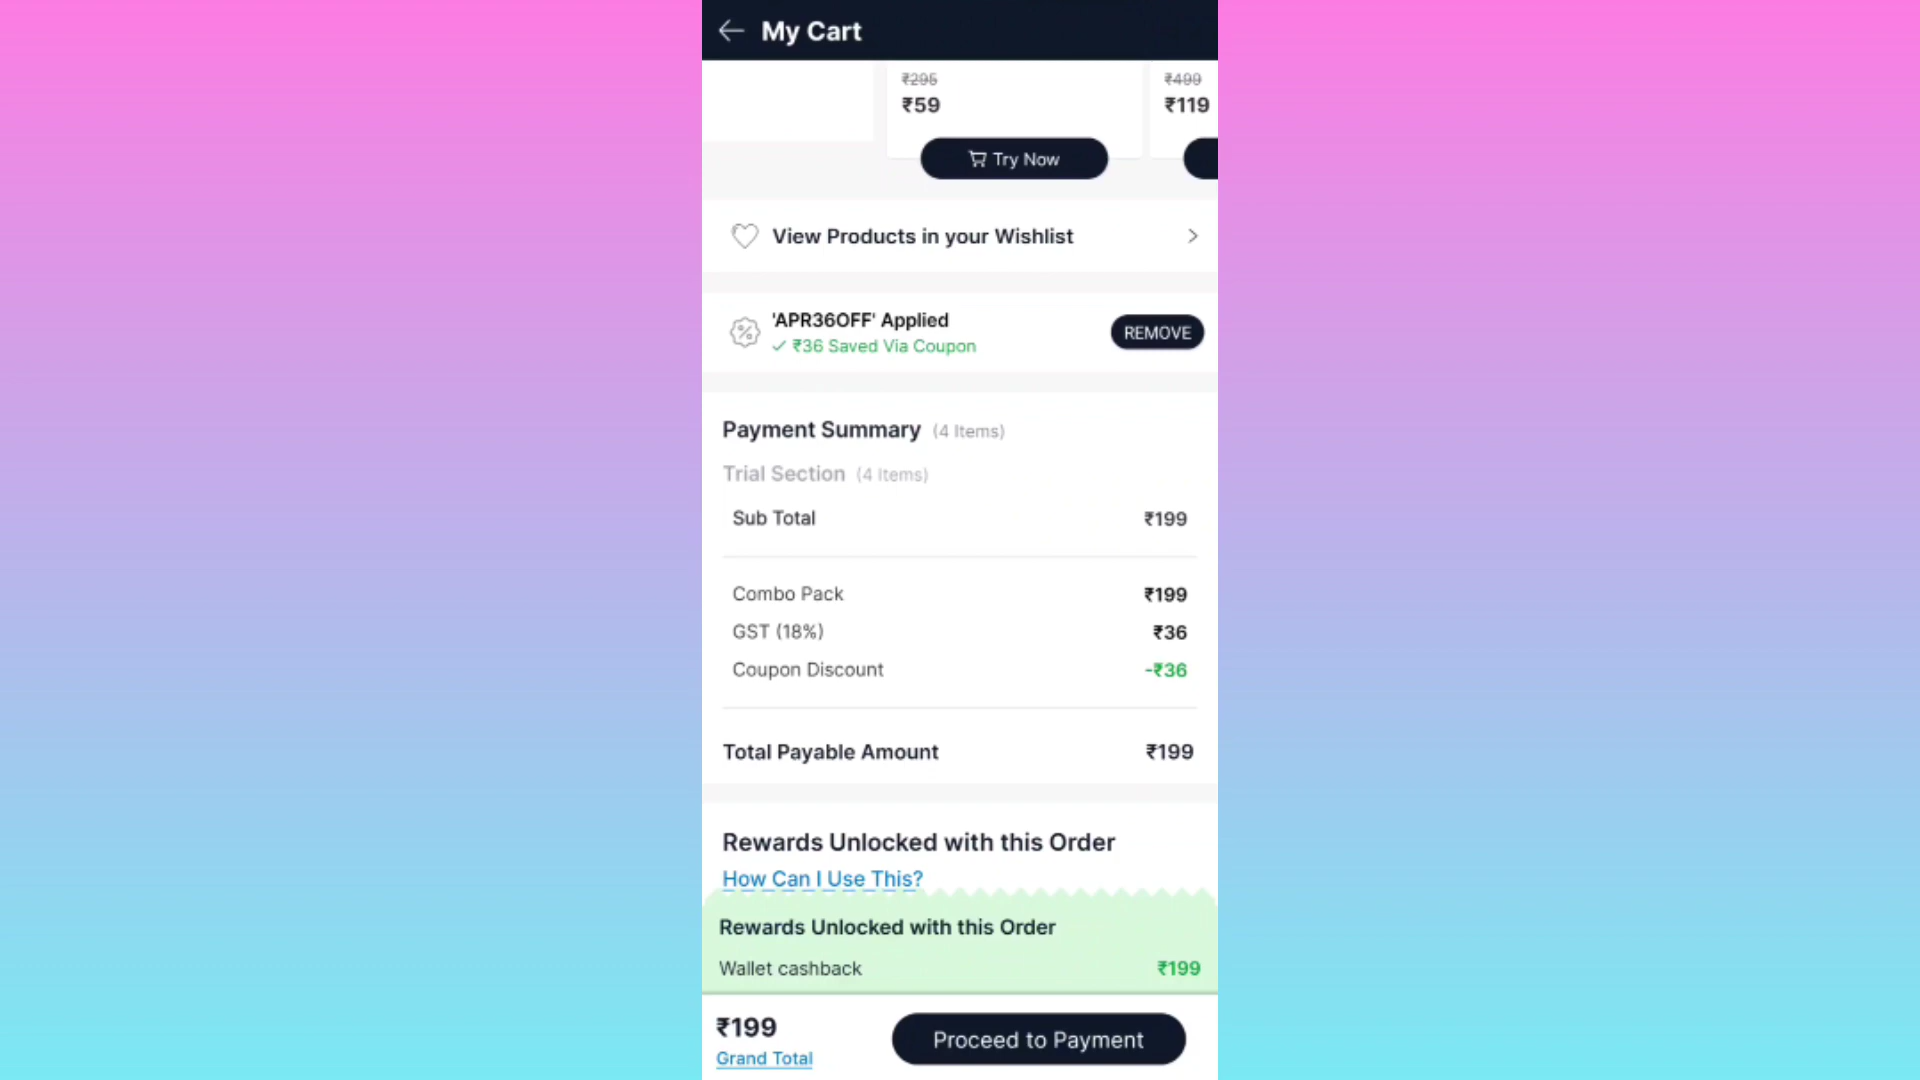 My Cart
₹295
₹499
₹59
₹119
Try Now
View Products in your Wishlist
'APR36OFF' Applied
₹36 Saved Via Coupon
REMOVE
Payment Summary (4 Items)
Trial Section (4 Items)
Sub Total ₹199
Combo Pack ₹199
GST (18%) ₹36
Coupon Discount -₹36
Total Payable Amount ₹199
Rewards Unlocked with this Order
How Can I Use This?
Rewards Unlocked with this Order
Wallet cashback ₹199
₹199
Grand Total
Proceed to Payment